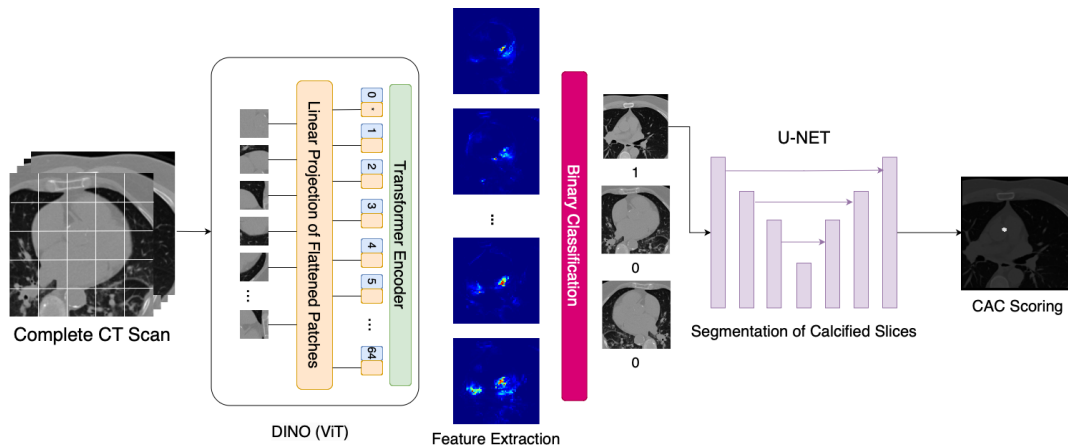 Complete CT Scan
Linear Projection of Flattened Patches
0
*
1
2
3
4
5
...
64
Transformer Encoder
...
DINO (ViT)
...
Feature Extraction
Binary Classification
1
0
0
U-NET
Segmentation of Calcified Slices
CAC Scoring